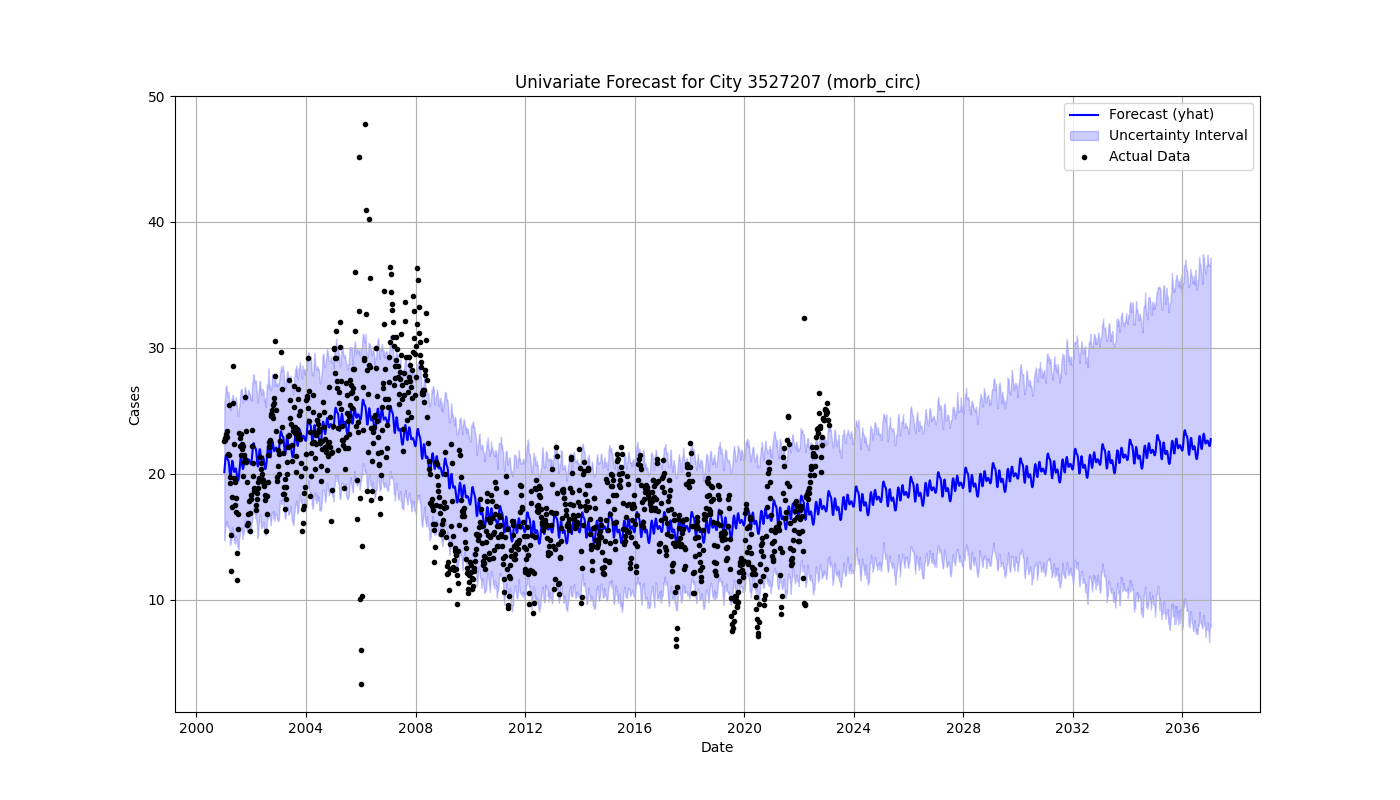 Univariate Forecast for City 3527207 (morb_circ)
50
40
30
20
10
Cases
Forecast (yhat)
Uncertainty Interval
Actual Data
2000 2004 2008 2012 2016 2020 2024 2028 2032 2036
Date